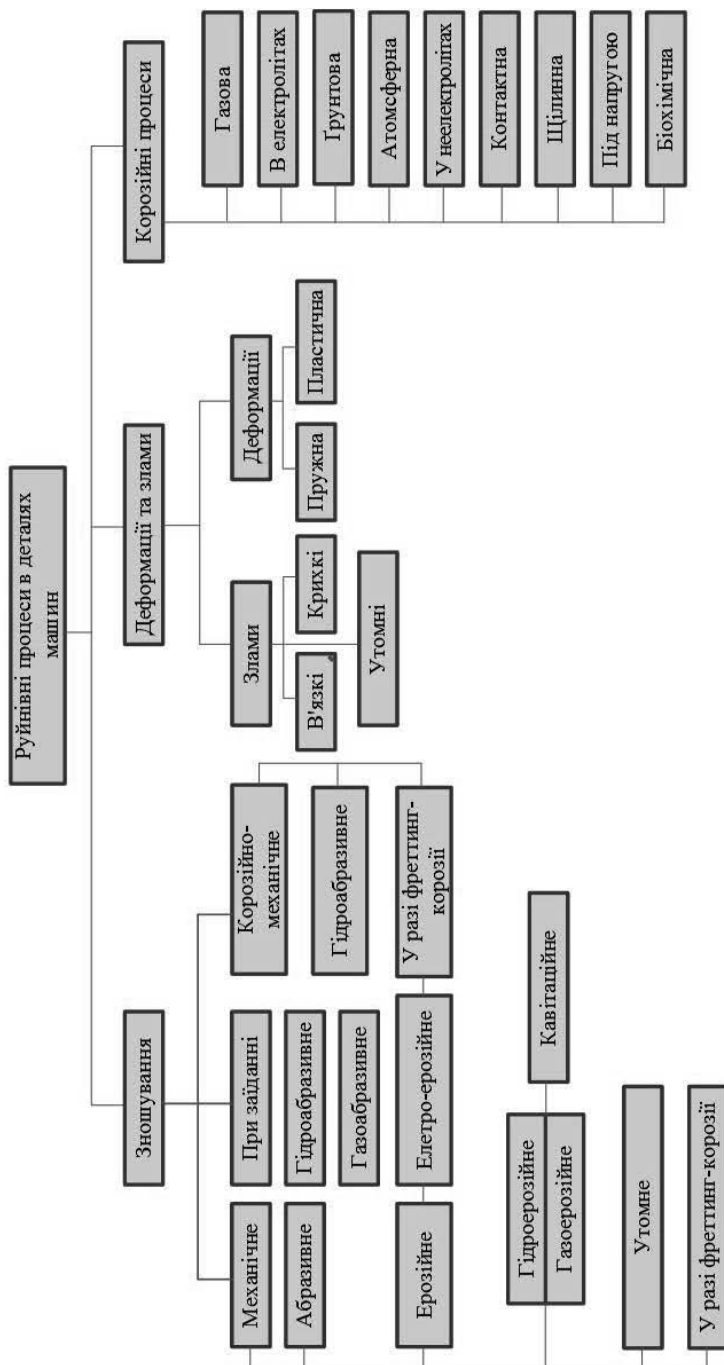 Руйнівні процеси в деталях
машин
Зношування
Деформації та злами
Корозійні процеси
Механічне
При заїданні
Корозійно-
механічне
Абразивне
Гідроабразивне
Газоабразивне
Гідроабразивне
Ерозійне
Елетро-ерозійне
У разі фреттинг-
корозії
Гідроерозійне
Газоерозійне
Кавітаційне
Утомне
У разі фреттинг-корозії
Злами
Деформації
В'язкі
Крихкі
Утомні
Пружна
Пластична
Газова
В електролітах
Ґрунтова
Атомсферна
У неелектролітах
Контактна
Щілинна
Під напругою
Біохімічна